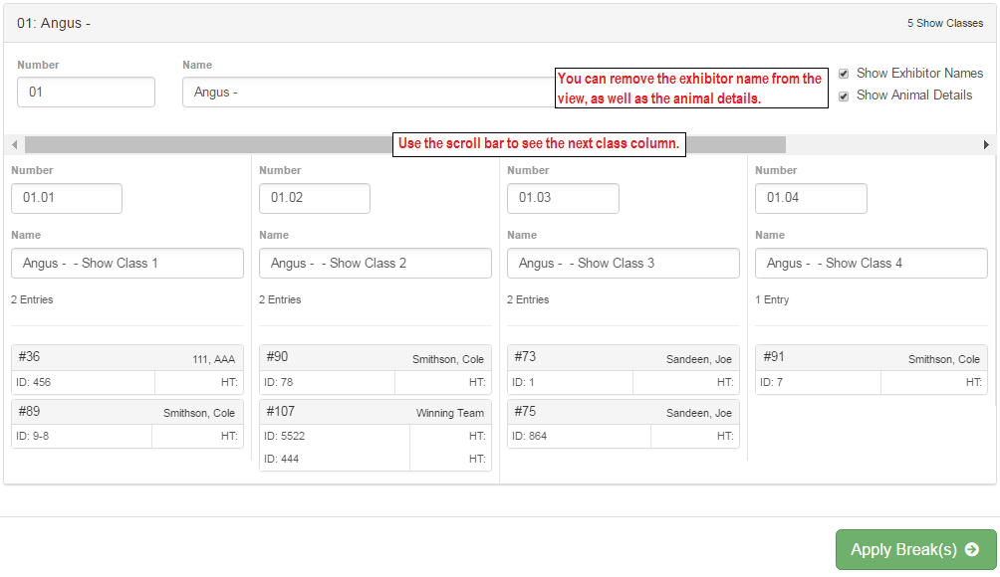 01: Angus -
5 Show Classes
Number
Name
01
Angus -
You can remove the exhibitor name from the
view, as well as the animal details.
Show Exhibitor Names
Show Animal Details
Use the scroll bar to see the next class column.
Number
01.01
Name
Angus -  - Show Class 1
2 Entries
#36 111, AAA
ID: 456 HT:
#89 Smithson, Cole
ID: 9-8 HT:
Number
01.02
Name
Angus -  - Show Class 2
2 Entries
#90 Smithson, Cole
ID: 78 HT:
#107 Winning Team
ID: 5522 HT:
ID: 444 HT:
Number
01.03
Name
Angus -  - Show Class 3
2 Entries
#73 Sandeen, Joe
ID: 1 HT:
#75 Sandeen, Joe
ID: 864 HT:
Number
01.04
Name
Angus -  - Show Class 4
1 Entry
#91 Smithson, Cole
ID: 7 HT:
Apply Break(s)